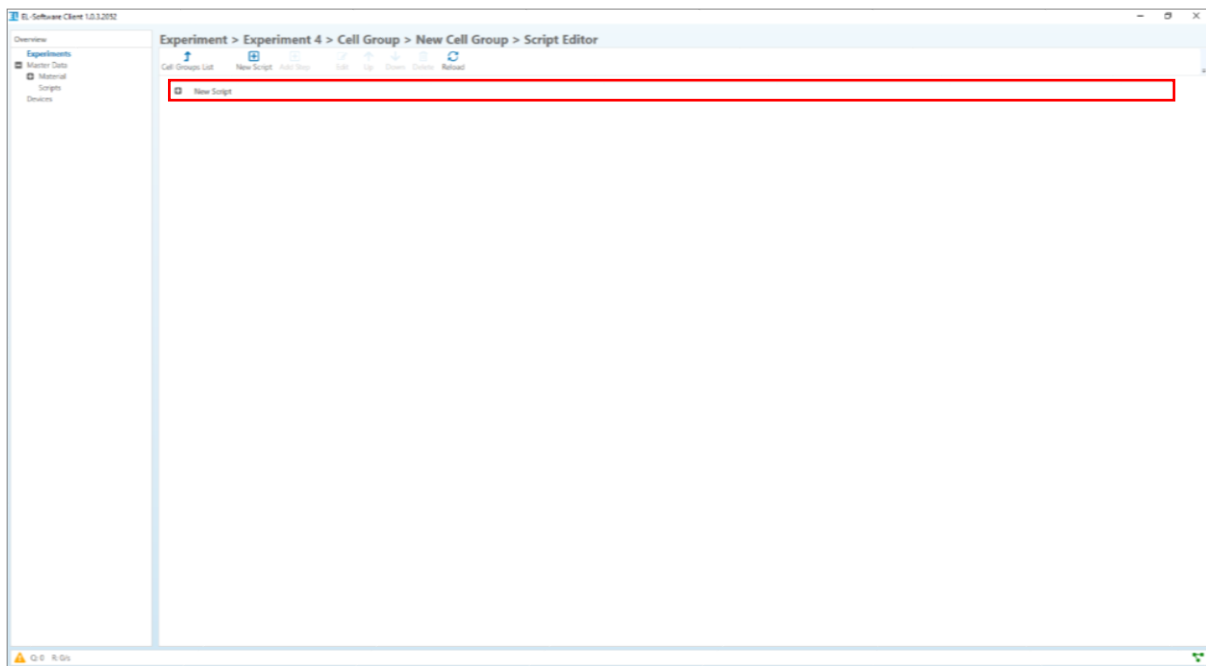 EL-Software Client 1.0.3.2052
Overview
Experiments
Master Data
Material
Scripts
Devices
Experiment > Experiment 4 > Cell Group > New Cell Group > Script Editor
Cell Groups List New Script Add Step Edit Up Down Delete Reload
New Script
Q:0 R:0/s